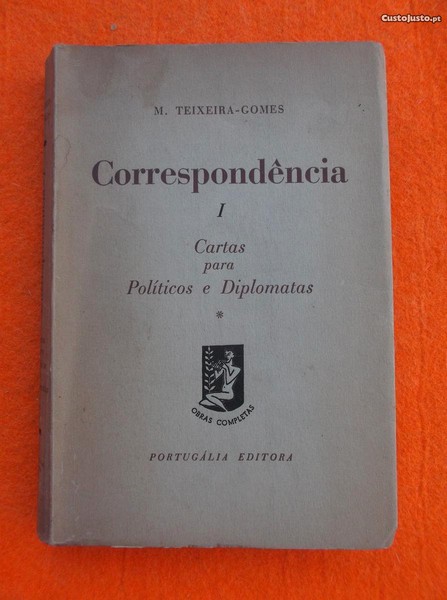 CustoJusto.pt
M. TEIXEIRA-GOMES
Correspondência
I
Cartas
para
Políticos e Diplomatas
*
OBRAS COMPLETAS
PORTUGÁLIA EDITORA